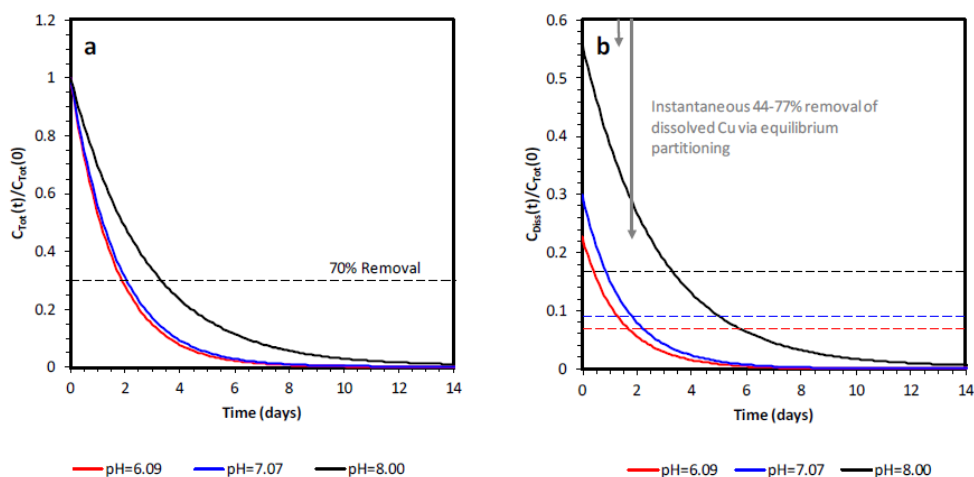 a
1.2
1
0.8
0.6
0.4
0.2
0
C_Tot(t)/C_Tot(0)
70% Removal
0 2 4 6 8 10 12 14
Time (days)
pH=6.09 pH=7.07 pH=8.00
b
0.6
0.5
0.4
0.3
0.2
0.1
0
C_Diss(t)/C_Tot(0)
Instantaneous 44-77% removal of
dissolved Cu via equilibrium
partitioning
0 2 4 6 8 10 12 14
Time (days)
pH=6.09 pH=7.07 pH=8.00